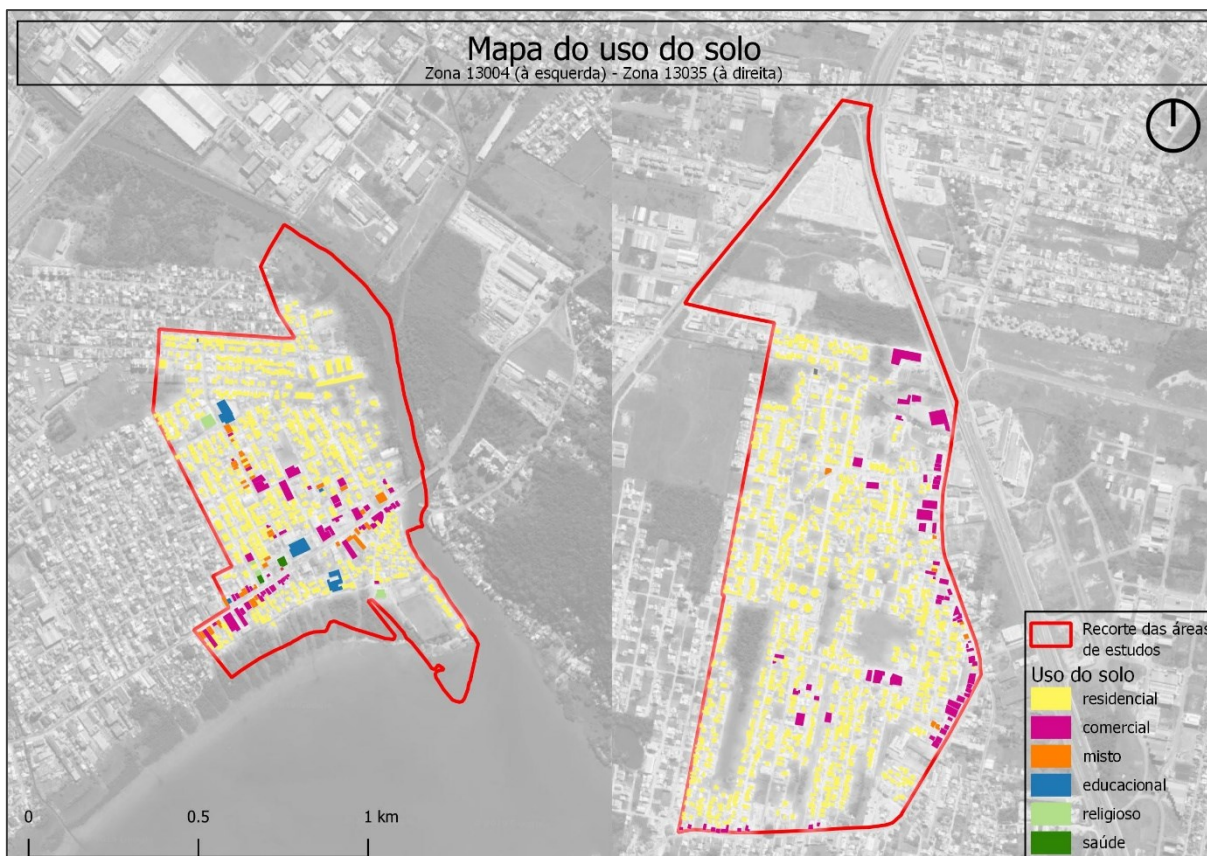 Mapa do uso do solo
Zona 13004 (à esquerda) - Zona 13035 (à direita)
Recorte das áreas
de estudos
Uso do solo
residencial
comercial
misto
educacional
religioso
saúde
0 0.5 1 km